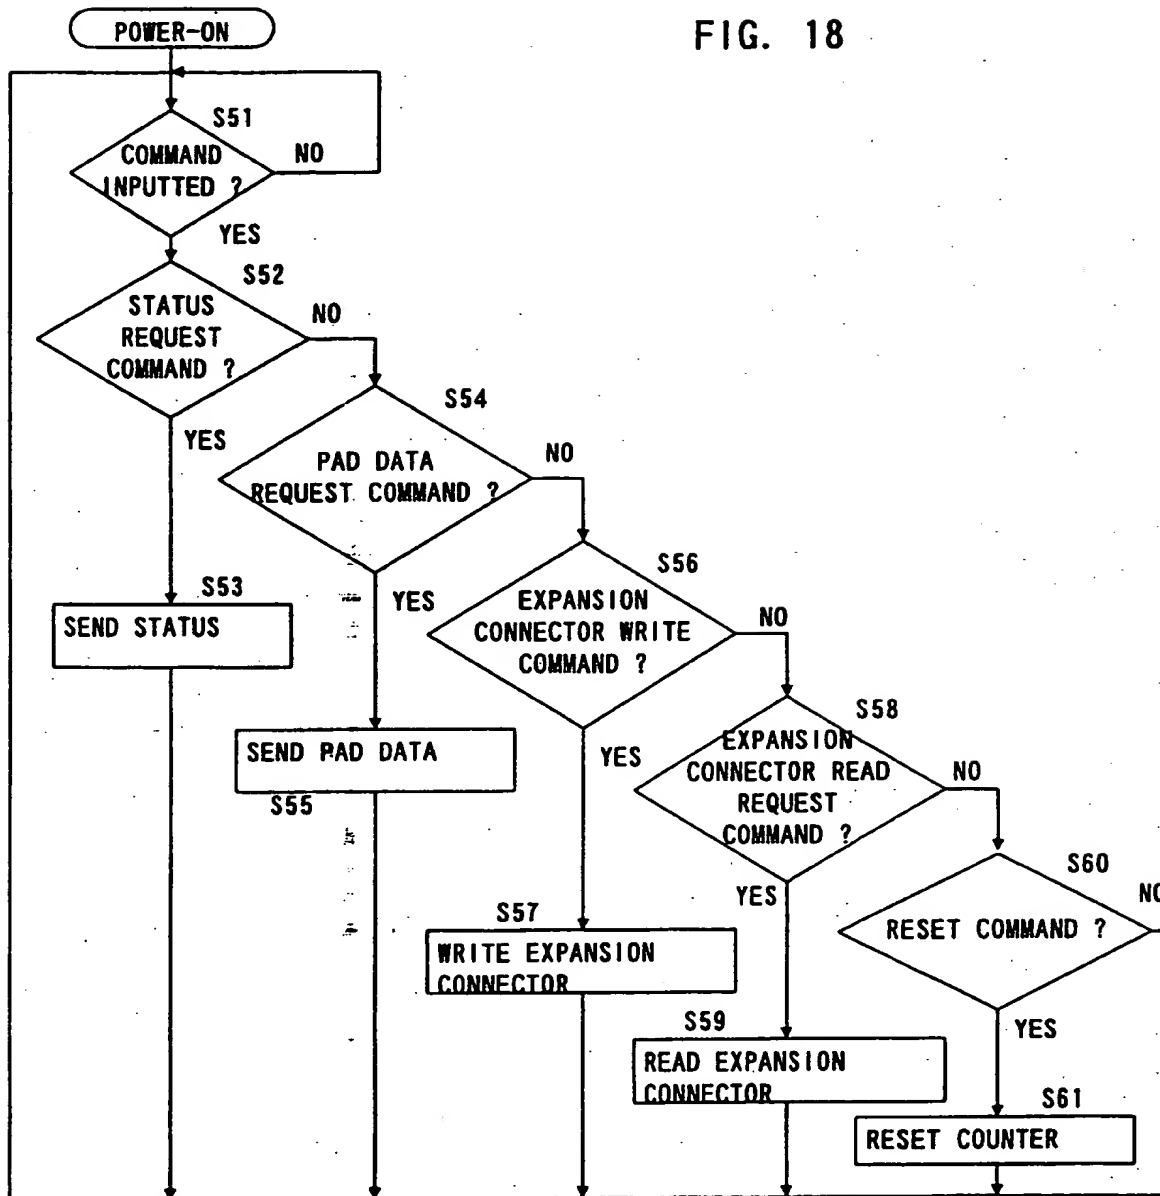 FIG. 18
POWER-ON
S51
COMMAND
INPUTTED ?
NO
YES
S52
STATUS
REQUEST
COMMAND ?
NO
YES
S54
PAD DATA
REQUEST COMMAND ?
NO
YES
S53
SEND STATUS
S56
EXPANSION
CONNECTOR WRITE
COMMAND ?
NO
YES
S55
SEND PAD DATA
S58
EXPANSION
CONNECTOR READ
REQUEST
COMMAND ?
NO
YES
S57
WRITE EXPANSION
CONNECTOR
S60
RESET COMMAND ?
NO
YES
S59
READ EXPANSION
CONNECTOR
S61
RESET COUNTER